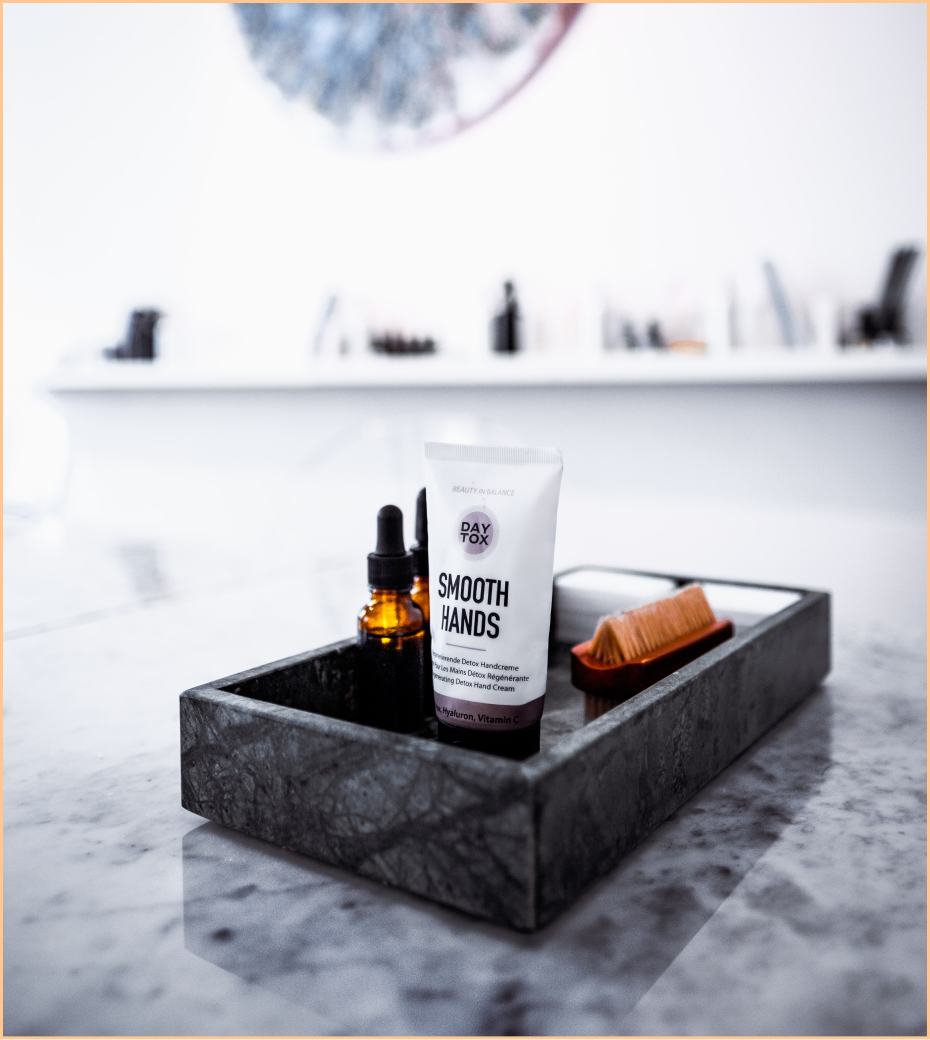 BEAUTY IN BALANCE
DAY
TOX
SMOOTH
HANDS
Detox Handcreme
Les Mains Détox Régénérante
Detox Hand Cream
Hyaluron, Vitamin C